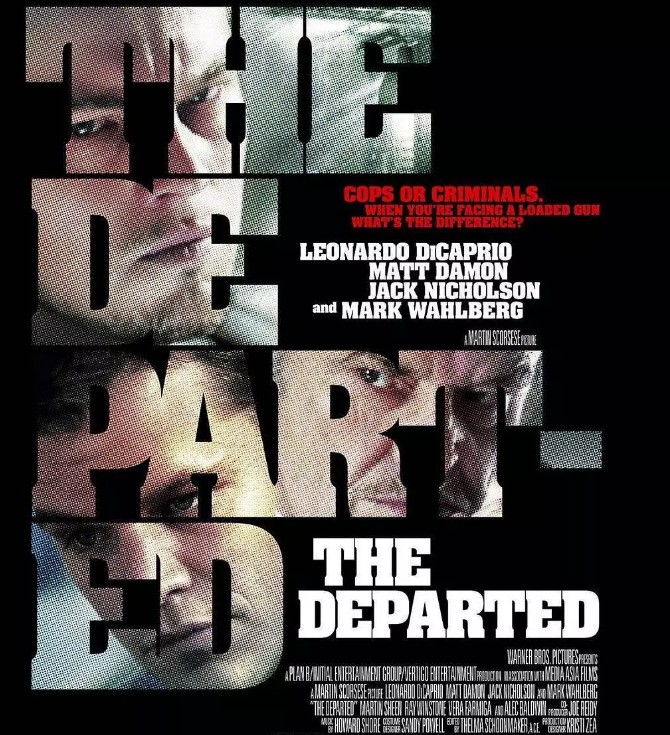 THE
DE
PART-
ED
COPS OR CRIMINALS.
WHEN YOU'RE FACING A LOADED GUN
WHAT'S THE DIFFERENCE?
LEONARDO DiCAPRIO
MATT DAMON
JACK NICHOLSON
and MARK WAHLBERG
A MARTIN SCORSESE PICTURE
THE
DEPARTED
WARNER BROS. PICTURES PRESENTS
A PLAN B/INITIAL ENTERTAINMENT GROUP/VERTIGO ENTERTAINMENT PRODUCTION IN ASSOCIATION WITH MEDIA ASIA FILMS
A MARTIN SCORSESE PICTURE LEONARDO DiCAPRIO MATT DAMON JACK NICHOLSON AND MARK WAHLBERG
"THE DEPARTED" MARTIN SHEEN RAY WINSTONE VERA FARMIGA AND ALEC BALDWIN CO-PRODUCER JOE REIDY
MUSIC BY HOWARD SHORE COSTUME DESIGNER SANDY POWELL EDITED BY THELMA SCHOONMAKER, A.C.E. PRODUCTION DESIGNER KRISTI ZEA